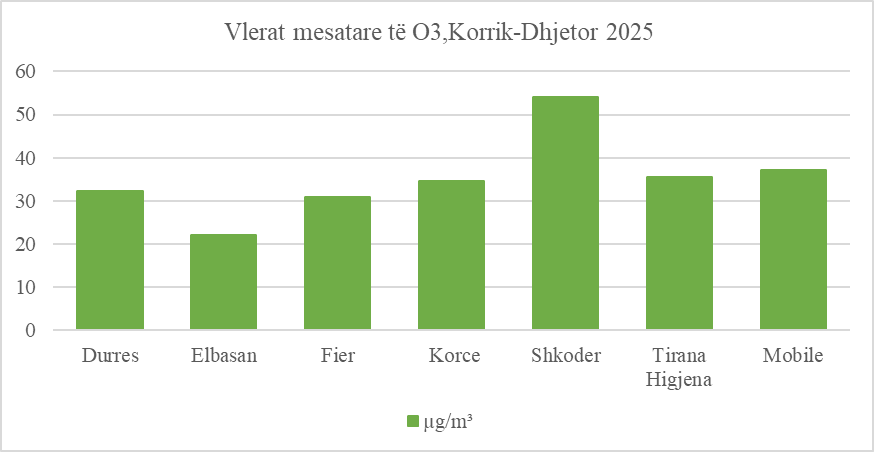 Vlerat mesatare të O3,Korrik-Dhjetor 2025
60
50
40
30
20
10
0
Durres Elbasan Fier Korce Shkoder Tirana Higjena Mobile
µg/m³